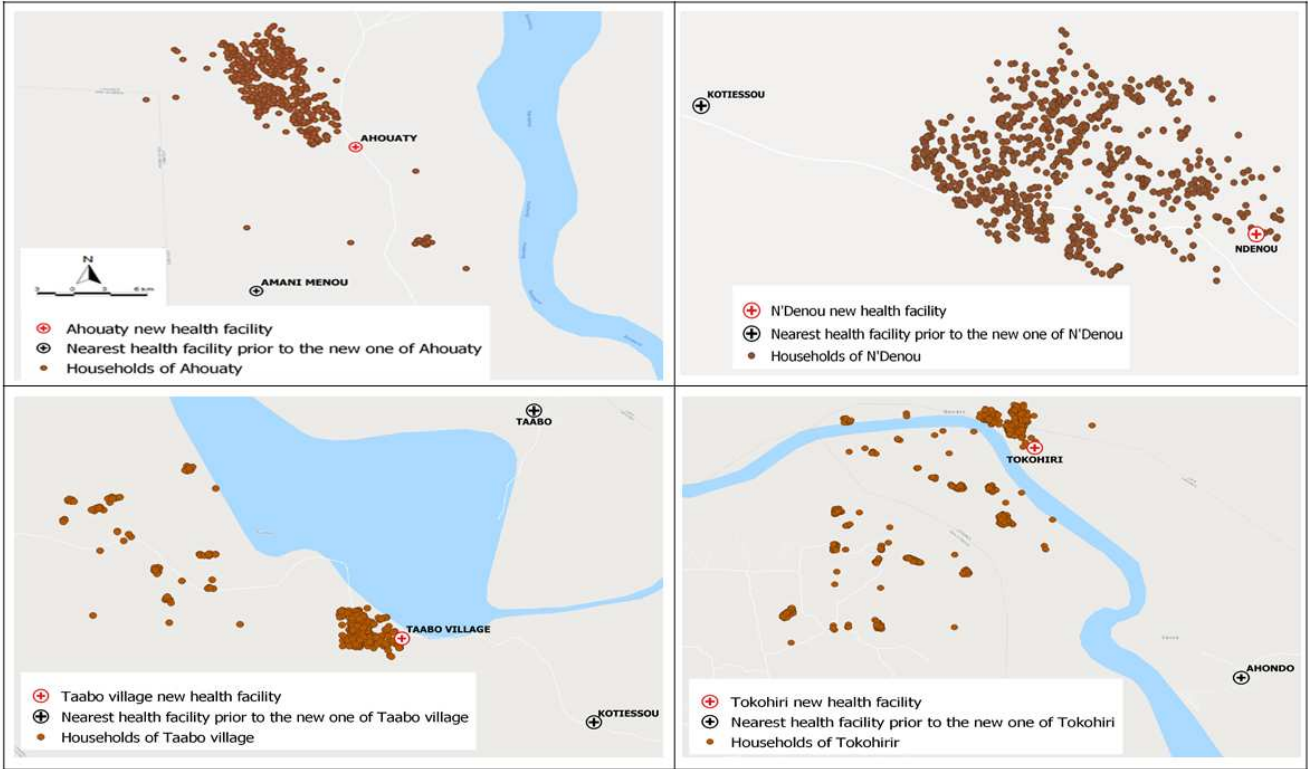 AHOUATY
N
AMANI MENOU
Ahouaty new health facility
Nearest health facility prior to the new one of Ahouaty
Households of Ahouaty
KOTIESSOU
NDENOU
N'Denou new health facility
Nearest health facility prior to the new one of N'Denou
Households of N'Denou
TAABO
TAABO VILLAGE
KOTIESSOU
Taabo village new health facility
Nearest health facility prior to the new one of Taabo village
Households of Taabo village
TOKOHIRI
AHONDO
Tokohiri new health facility
Nearest health facility prior to the new one of Tokohiri
Households of Tokohirir